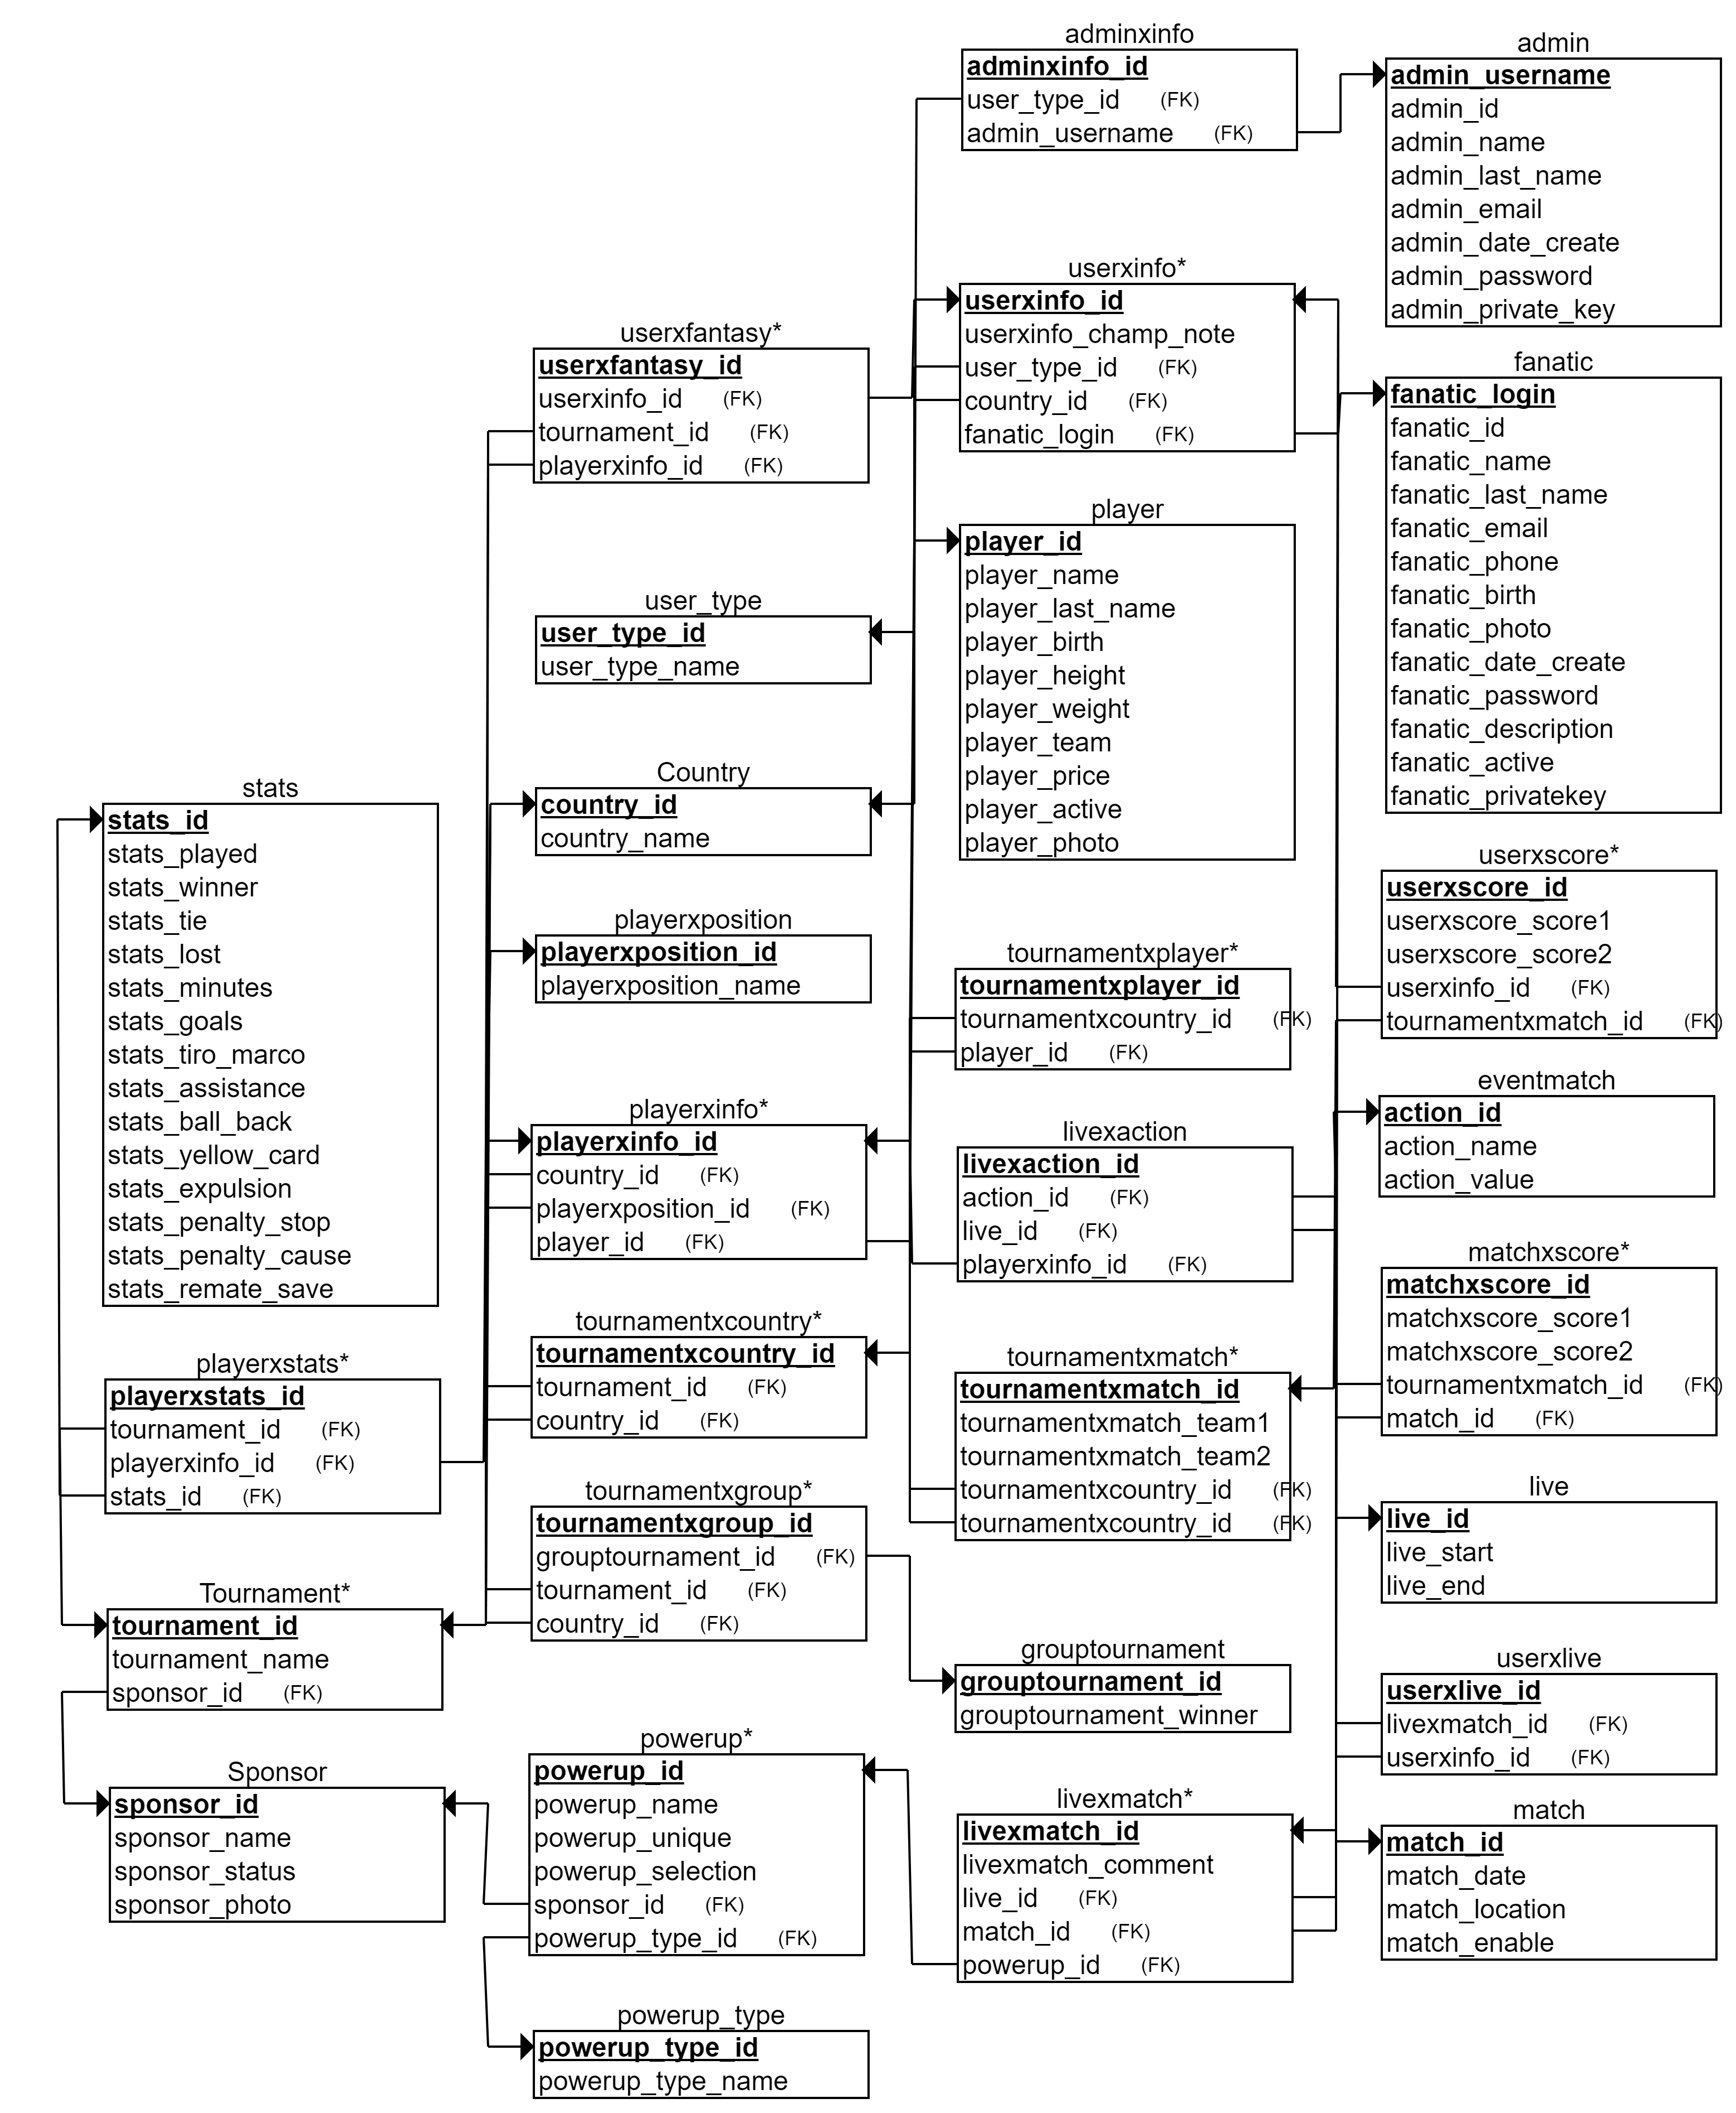 adminxinfo
adminxinfo_id
user_type_id (FK)
admin_username (FK)
admin
admin_username
admin_id
admin_name
admin_last_name
admin_email
admin_date_create
admin_password
admin_private_key
userxinfo*
userxinfo_id
userxinfo_champ_note
user_type_id (FK)
country_id (FK)
fanatic_login (FK)
userxfantasy*
userxfantasy_id
userxinfo_id (FK)
tournament_id (FK)
playerxinfo_id (FK)
fanatic
fanatic_login
fanatic_id
fanatic_name
fanatic_last_name
fanatic_email
fanatic_phone
fanatic_birth
fanatic_photo
fanatic_date_create
fanatic_password
fanatic_description
fanatic_active
fanatic_privatekey
player
player_id
player_name
player_last_name
player_birth
player_height
player_weight
player_team
player_price
player_active
player_photo
user_type
user_type_id
user_type_name
Country
country_id
country_name
stats
stats_id
stats_played
stats_winner
stats_tie
stats_lost
stats_minutes
stats_goals
stats_tiro_marco
stats_assistance
stats_ball_back
stats_yellow_card
stats_expulsion
stats_penalty_stop
stats_penalty_cause
stats_remate_save
userxscore*
userxscore_id
userxscore_score1
userxscore_score2
userxinfo_id (FK)
tournamentxmatch_id (FK)
playerxposition
playerxposition_id
playerxposition_name
tournamentxplayer*
tournamentxplayer_id
tournamentxcountry_id (FK)
player_id (FK)
eventmatch
action_id
action_name
action_value
playerxinfo*
playerxinfo_id
country_id (FK)
playerxposition_id (FK)
player_id (FK)
livexaction
livexaction_id
action_id (FK)
live_id (FK)
playerxinfo_id (FK)
matchxscore*
matchxscore_id
matchxscore_score1
matchxscore_score2
tournamentxmatch_id (FK)
match_id (FK)
tournamentxcountry*
tournamentxcountry_id
tournament_id (FK)
country_id (FK)
playerxstats*
playerxstats_id
tournament_id (FK)
playerxinfo_id (FK)
stats_id (FK)
tournamentxmatch*
tournamentxmatch_id
tournamentxmatch_team1
tournamentxmatch_team2
tournamentxcountry_id (FK)
tournamentxcountry_id (FK)
live
live_id
live_start
live_end
tournamentxgroup*
tournamentxgroup_id
grouptournament_id (FK)
tournament_id (FK)
country_id (FK)
Tournament*
tournament_id
tournament_name
sponsor_id (FK)
grouptournament
grouptournament_id
grouptournament_winner
userxlive
userxlive_id
livexmatch_id (FK)
userxinfo_id (FK)
powerup*
powerup_id
powerup_name
powerup_unique
powerup_selection
sponsor_id (FK)
powerup_type_id (FK)
Sponsor
sponsor_id
sponsor_name
sponsor_status
sponsor_photo
livexmatch*
livexmatch_id
livexmatch_comment
live_id (FK)
match_id (FK)
powerup_id (FK)
match
match_id
match_date
match_location
match_enable
powerup_type
powerup_type_id
powerup_type_name